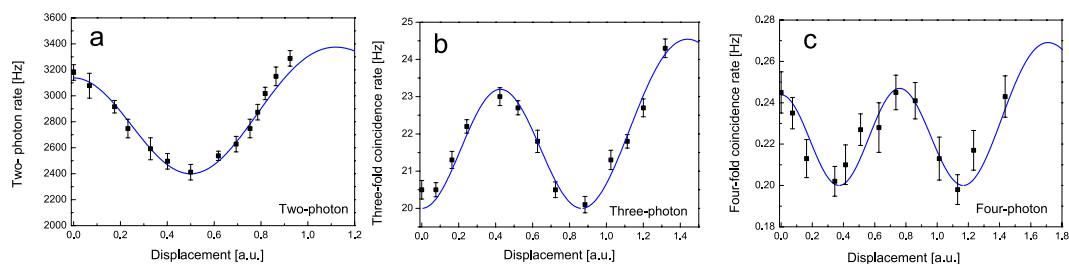 a
3600
3400
3200
3000
2800
2600
2400
2200
2000
Two- photon rate [Hz]
0,0 0,2 0,4 0,6 0,8 1,0 1,2
Displacement [a.u.]
Two-photon
b
25
24
23
22
21
20
Three-fold coincidence rate [Hz]
0,0 0,2 0,4 0,6 0,8 1,0 1,2 1,4
Displacement [a.u.]
Three-photon
c
0.28
0.26
0.24
0.22
0.20
0.18
Four-fold coincidence rate [Hz]
0.0 0.2 0.4 0.6 0.8 1.0 1.2 1.4 1.6 1.8
Displacement [a.u.]
Four-photon